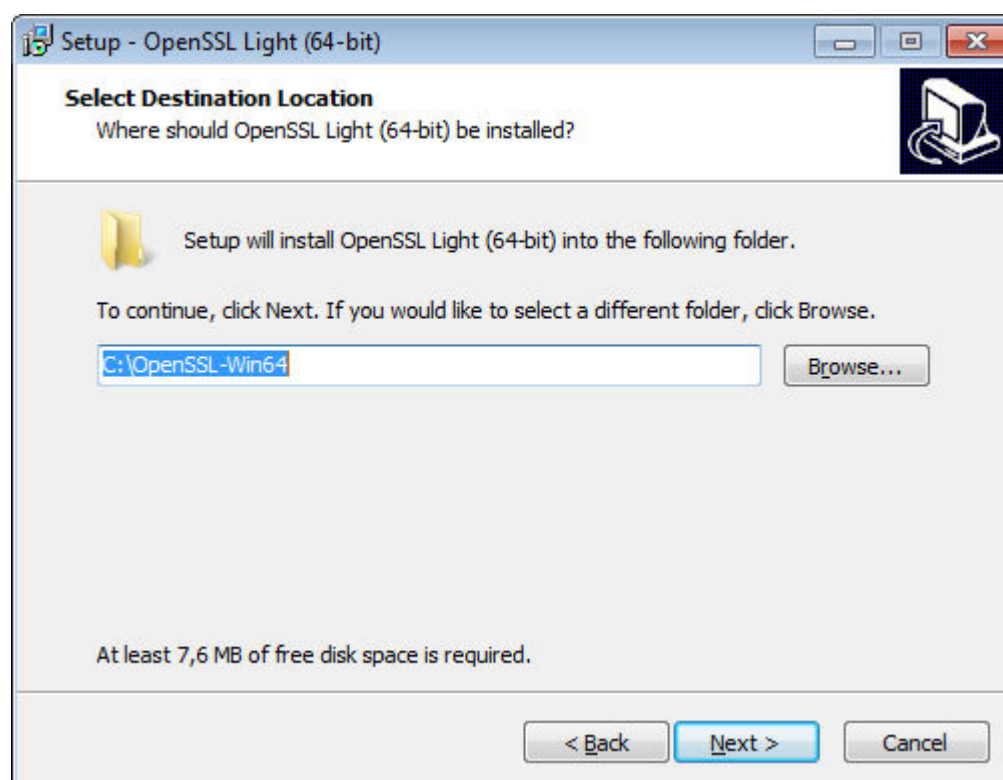 Setup - OpenSSL Light (64-bit)
Select Destination Location
Where should OpenSSL Light (64-bit) be installed?
Setup will install OpenSSL Light (64-bit) into the following folder.
To continue, click Next. If you would like to select a different folder, click Browse.
C:\OpenSSL-Win64
Browse...
At least 7,6 MB of free disk space is required.
< Back
Next >
Cancel